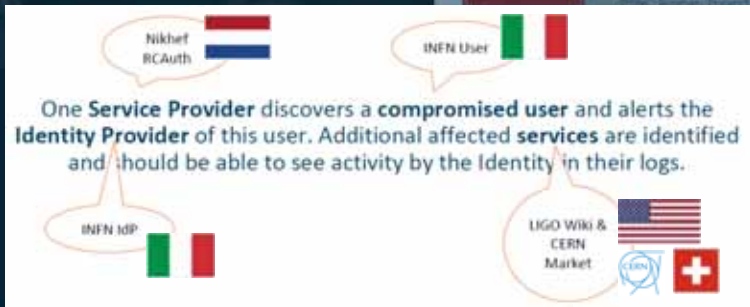 Nikhef
RCAuth
INFN User
One Service Provider discovers a compromised user and alerts the
Identity Provider of this user. Additional affected services are identified
and should be able to see activity by the Identity in their logs.
INFN IdP
LIGO Wiki &
CERN
Market
CERN